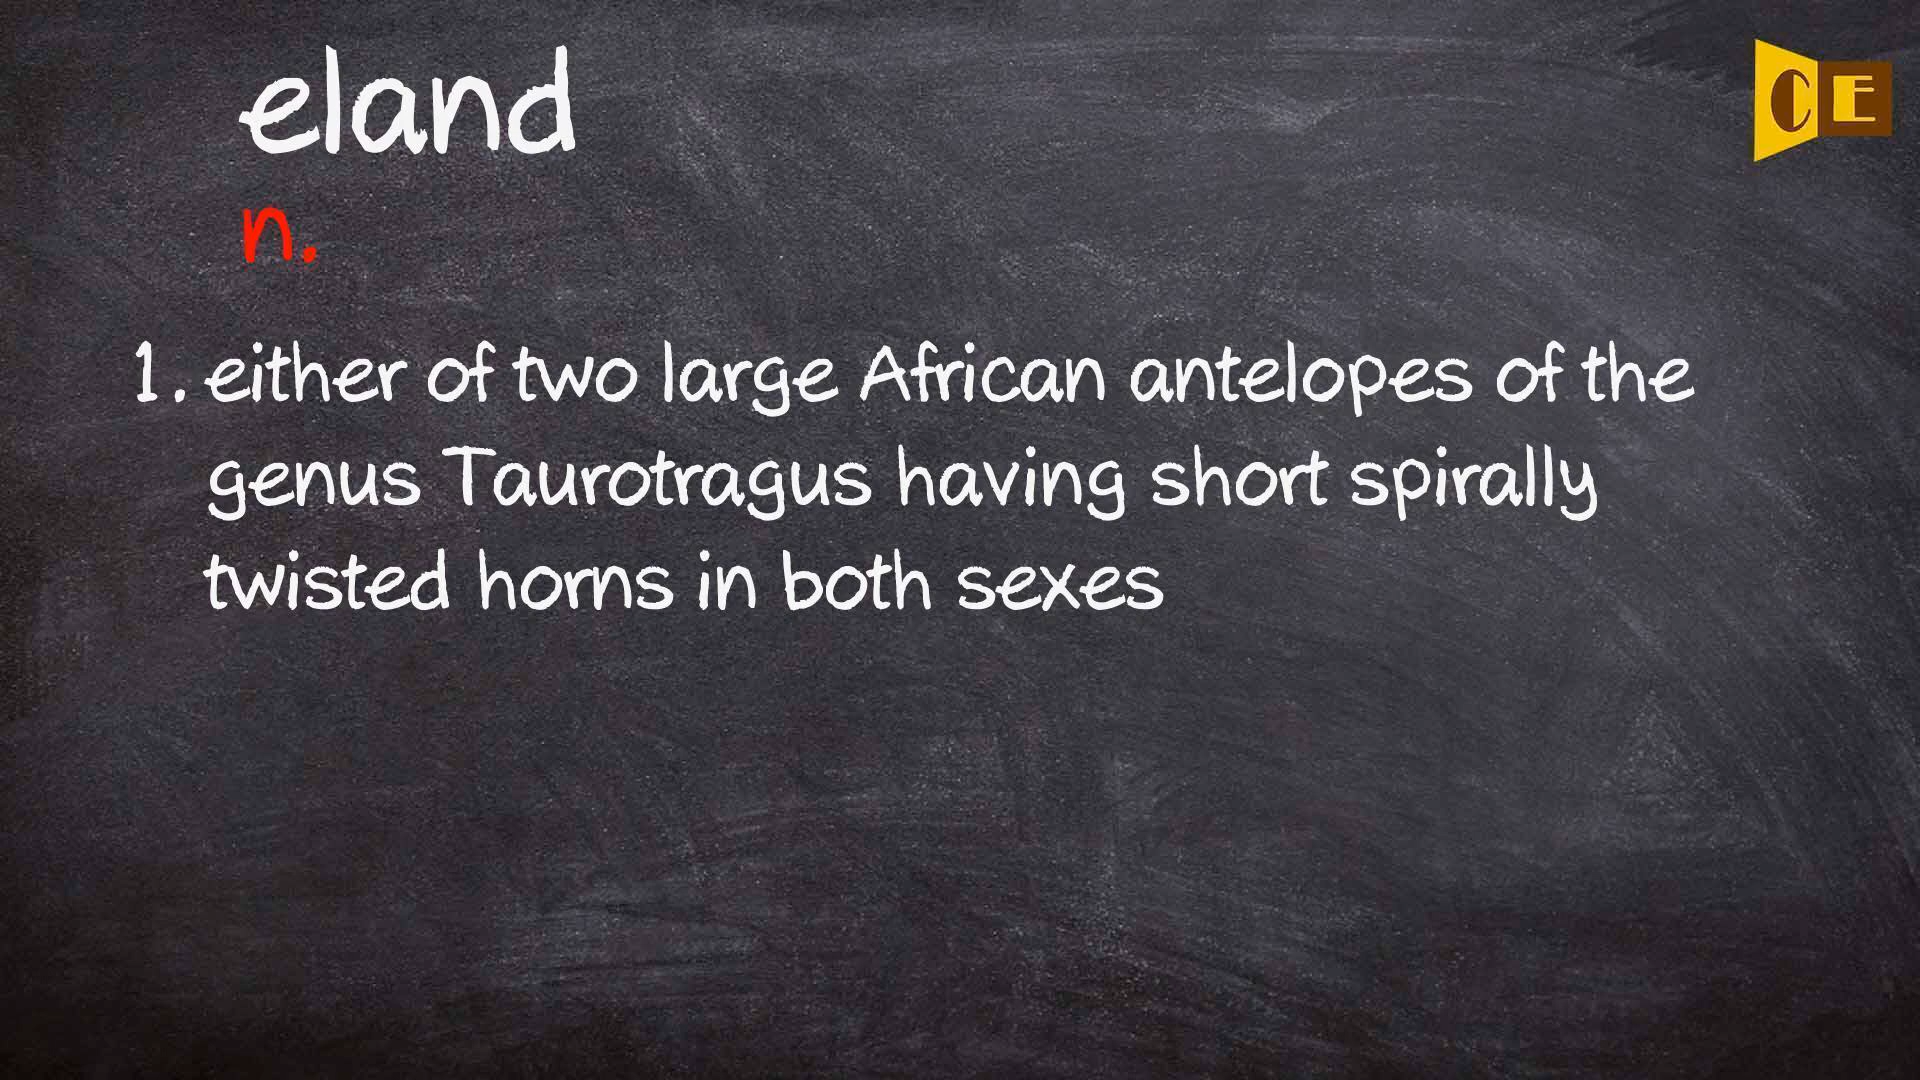 eland
CE
n.
1. either of two large African antelopes of the
genus Taurotragus having short spirally
twisted horns in both sexes